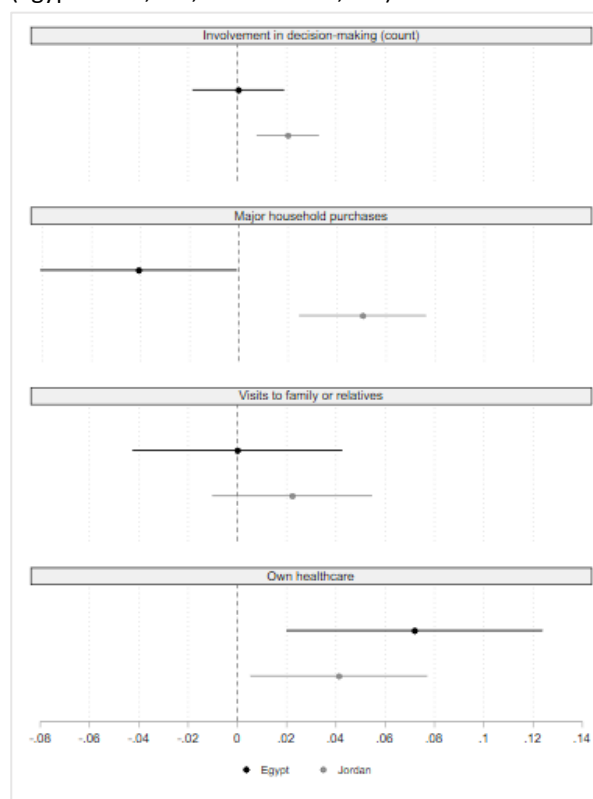 Involvement in decision-making (count)
Major household purchases
Visits to family or relatives
Own healthcare
-.08 -.06 -.04 -.02 0 .02 .04 .06 .08 .1 .12 .14
Egypt Jordan